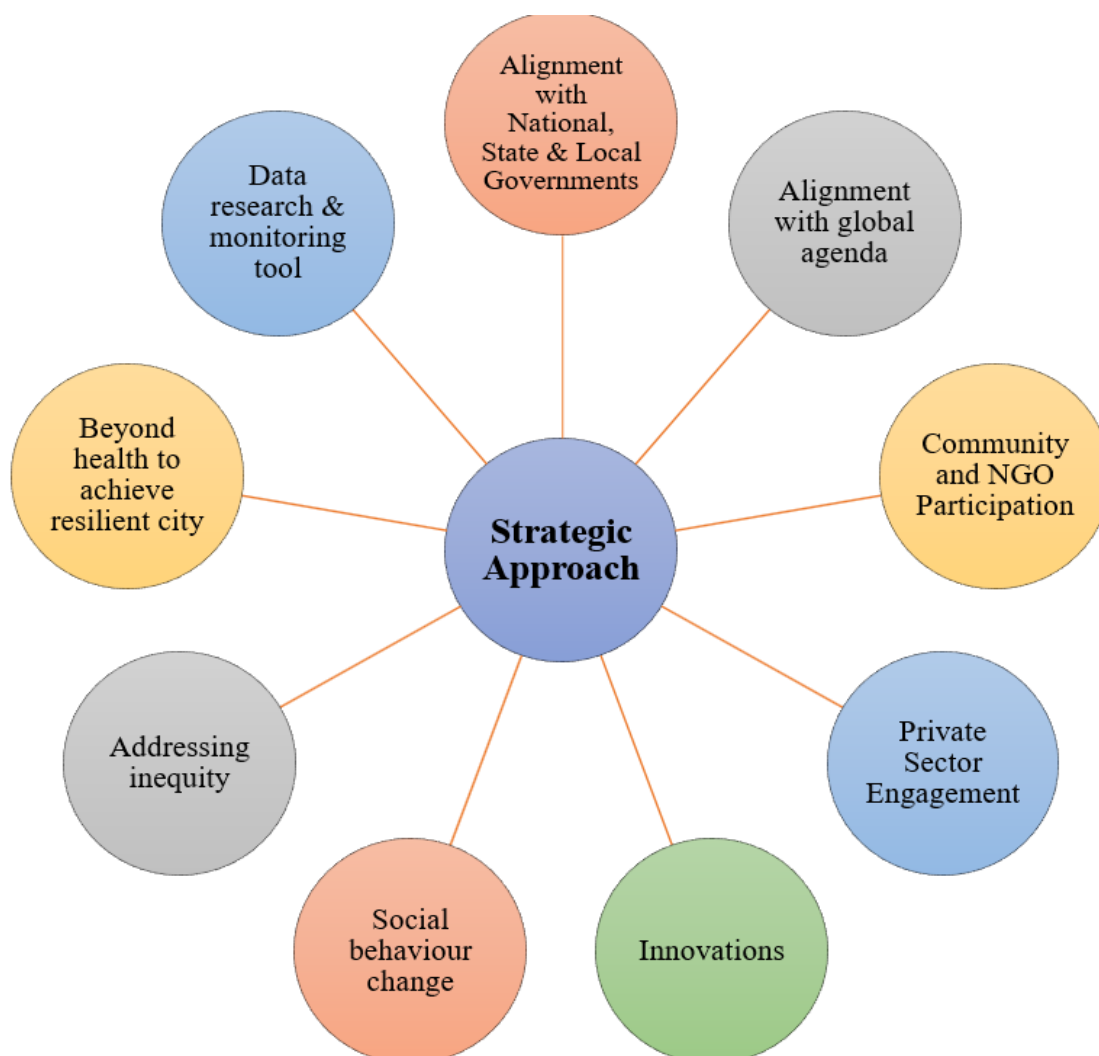 Alignment
with
National,
State & Local
Governments
Alignment
with global
agenda
Community
and NGO
Participation
Private
Sector
Engagement
Innovations
Social
behaviour
change
Addressing
inequity
Beyond
health to
achieve
resilient city
Data
research &
monitoring
tool
Strategic
Approach